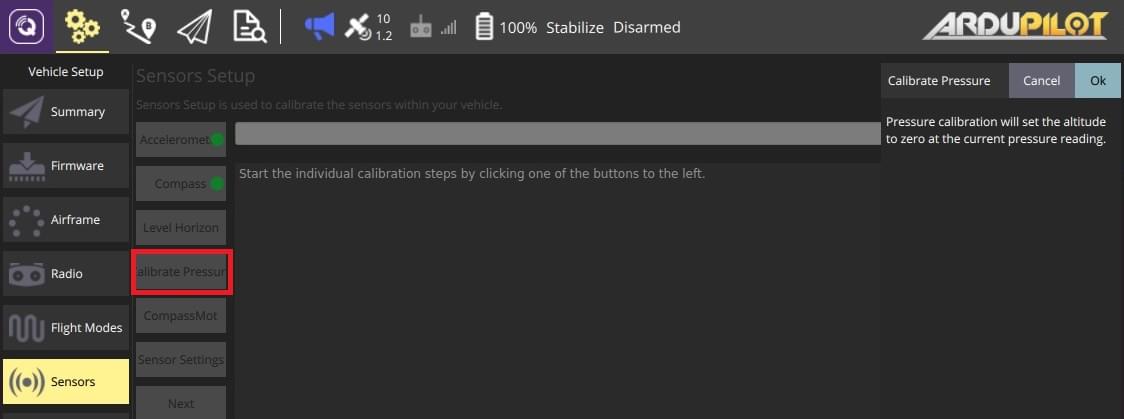 10
1.2
100% Stabilize Disarmed
ARDUPILOT
Vehicle Setup
Summary
Firmware
Airframe
Radio
Flight Modes
Sensors
Sensors Setup
Sensors Setup is used to calibrate the sensors within your vehicle.
Acceleromet
Compass
Level Horizon
alibrate Pressur
CompassMot
Sensor Settings
Next
Start the individual calibration steps by clicking one of the buttons to the left.
Calibrate Pressure
Cancel
Ok
Pressure calibration will set the altitude
to zero at the current pressure reading.